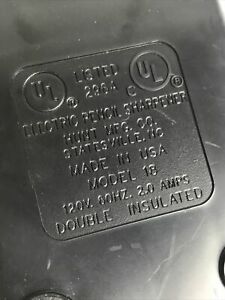 UL ® LISTED 296A C UL ®
ELECTRIC PENCIL SHARPENER
HUNT MFG. CO.
STATESVILLE, NC
MADE IN USA
MODEL 18
120V. 60HZ. 2.0 AMPS
DOUBLE INSULATED